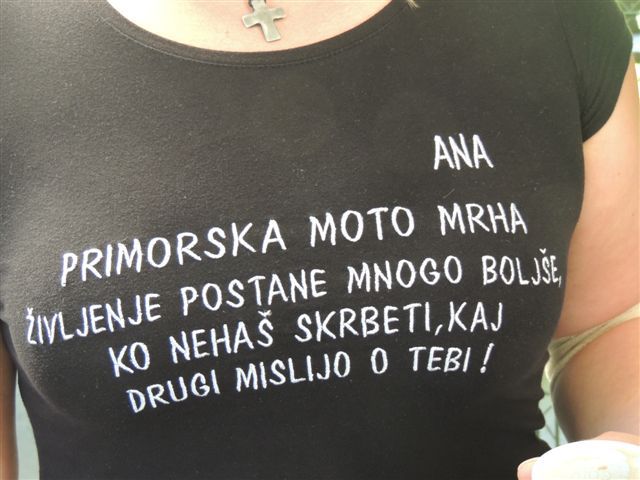 ANA
PRIMORSKA MOTO MRHA
ŽIVLJENJE POSTANE MNOGO BOLJŠE,
KO NEHAŠ SKRBETI, KAJ
DRUGI MISLIJO O TEBI!